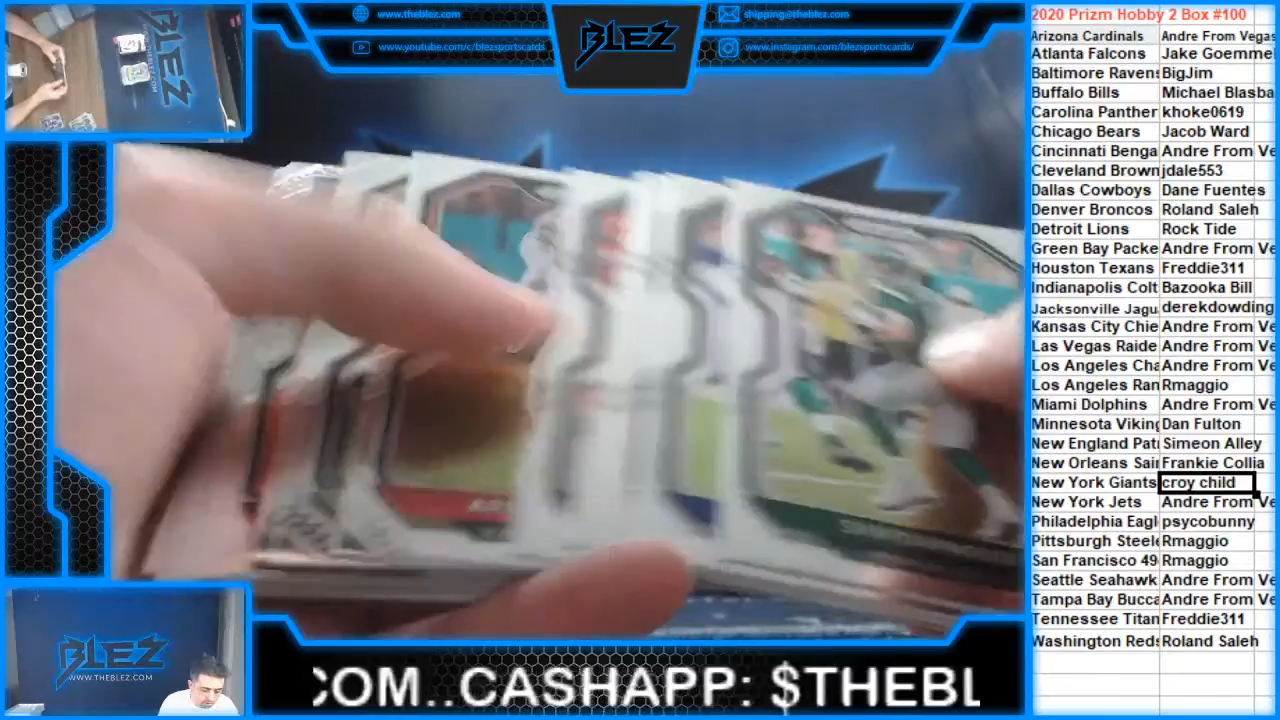 www.theblez.com
www.youtube.com/c/blezsportscards
BLEZ
shipping@theblez.com
www.instagram.com/blezsportscards/
BLEZ
BLEZ
WWW.THEBLEZ.COM
COM..CASHAPP: $THEBL
2020 Prizm Hobby 2 Box #100
Arizona Cardinals Andre From Vegas
Atlanta Falcons Jake Goemme
Baltimore Ravens BigJim
Buffalo Bills Michael Blasba
Carolina Panther khoke0619
Chicago Bears Jacob Ward
Cincinnati Benga Andre From Ve
Cleveland Brown jdale553
Dallas Cowboys Dane Fuentes
Denver Broncos Roland Saleh
Detroit Lions Rock Tide
Green Bay Packe Andre From Ve
Houston Texans Freddie311
Indianapolis Colt Bazooka Bill
Jacksonville Jagu derekdowding
Kansas City Chie Andre From Ve
Las Vegas Raide Andre From Ve
Los Angeles Cha Andre From Ve
Los Angeles Ran Rmaggio
Miami Dolphins Andre From Ve
Minnesota Viking Dan Fulton
New England Pat Simeon Alley
New Orleans Sai Frankie Collia
New York Giants croy child
New York Jets Andre From Ve
Philadelphia Eagl psycobunny
Pittsburgh Steele Rmaggio
San Francisco 49 Rmaggio
Seattle Seahawk Andre From Ve
Tampa Bay Bucca Andre From Ve
Tennessee Titan Freddie311
Washington Reds Roland Saleh